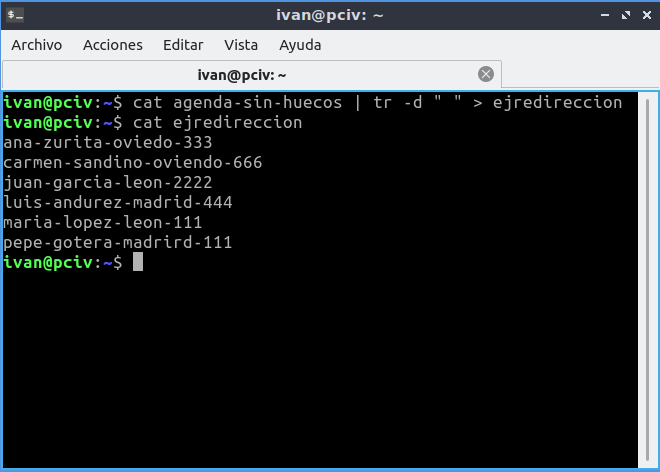 ivan@pciv: ~
Archivo Acciones Editar Vista Ayuda
ivan@pciv: ~
ivan@pciv:~$ cat agenda-sin-huecos | tr -d " " > ejredireccion
ivan@pciv:~$ cat ejredireccion
ana-zurita-oviedo-333
carmen-sandino-oviendo-666
juan-garcia-leon-2222
luis-andurez-madrid-444
maria-lopez-leon-111
pepe-gotera-madrird-111
ivan@pciv:~$